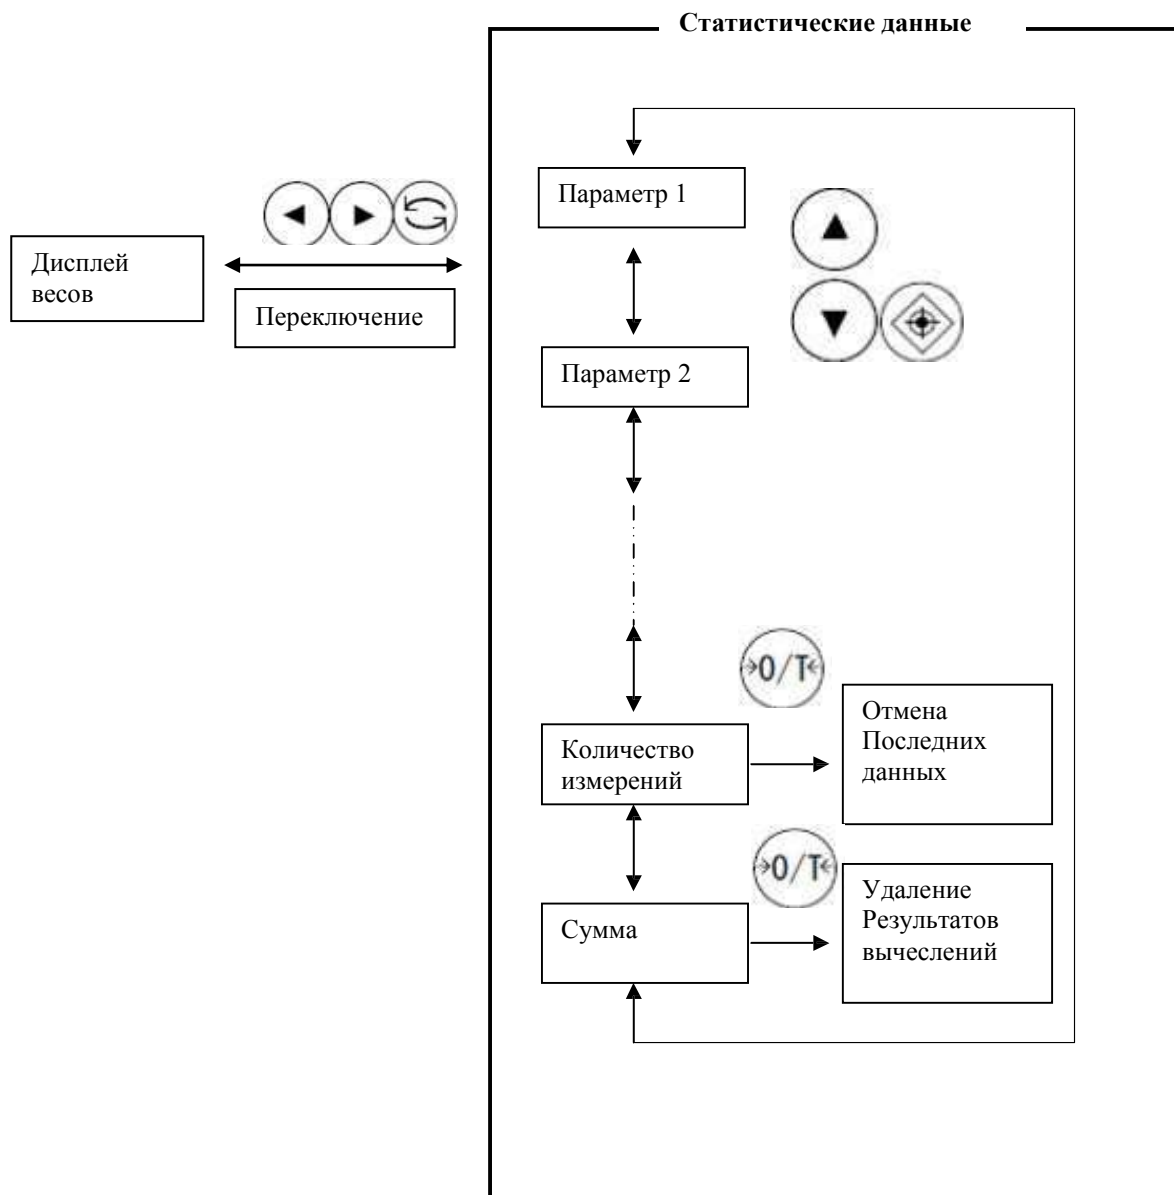 Статистические данные
Параметр 1
Дисплей
весов
Переключение
Параметр 2
→0/T←
Количество
измерений
Отмена
Последних
данных
→0/T←
Сумма
Удаление
Результатов
вычеслений